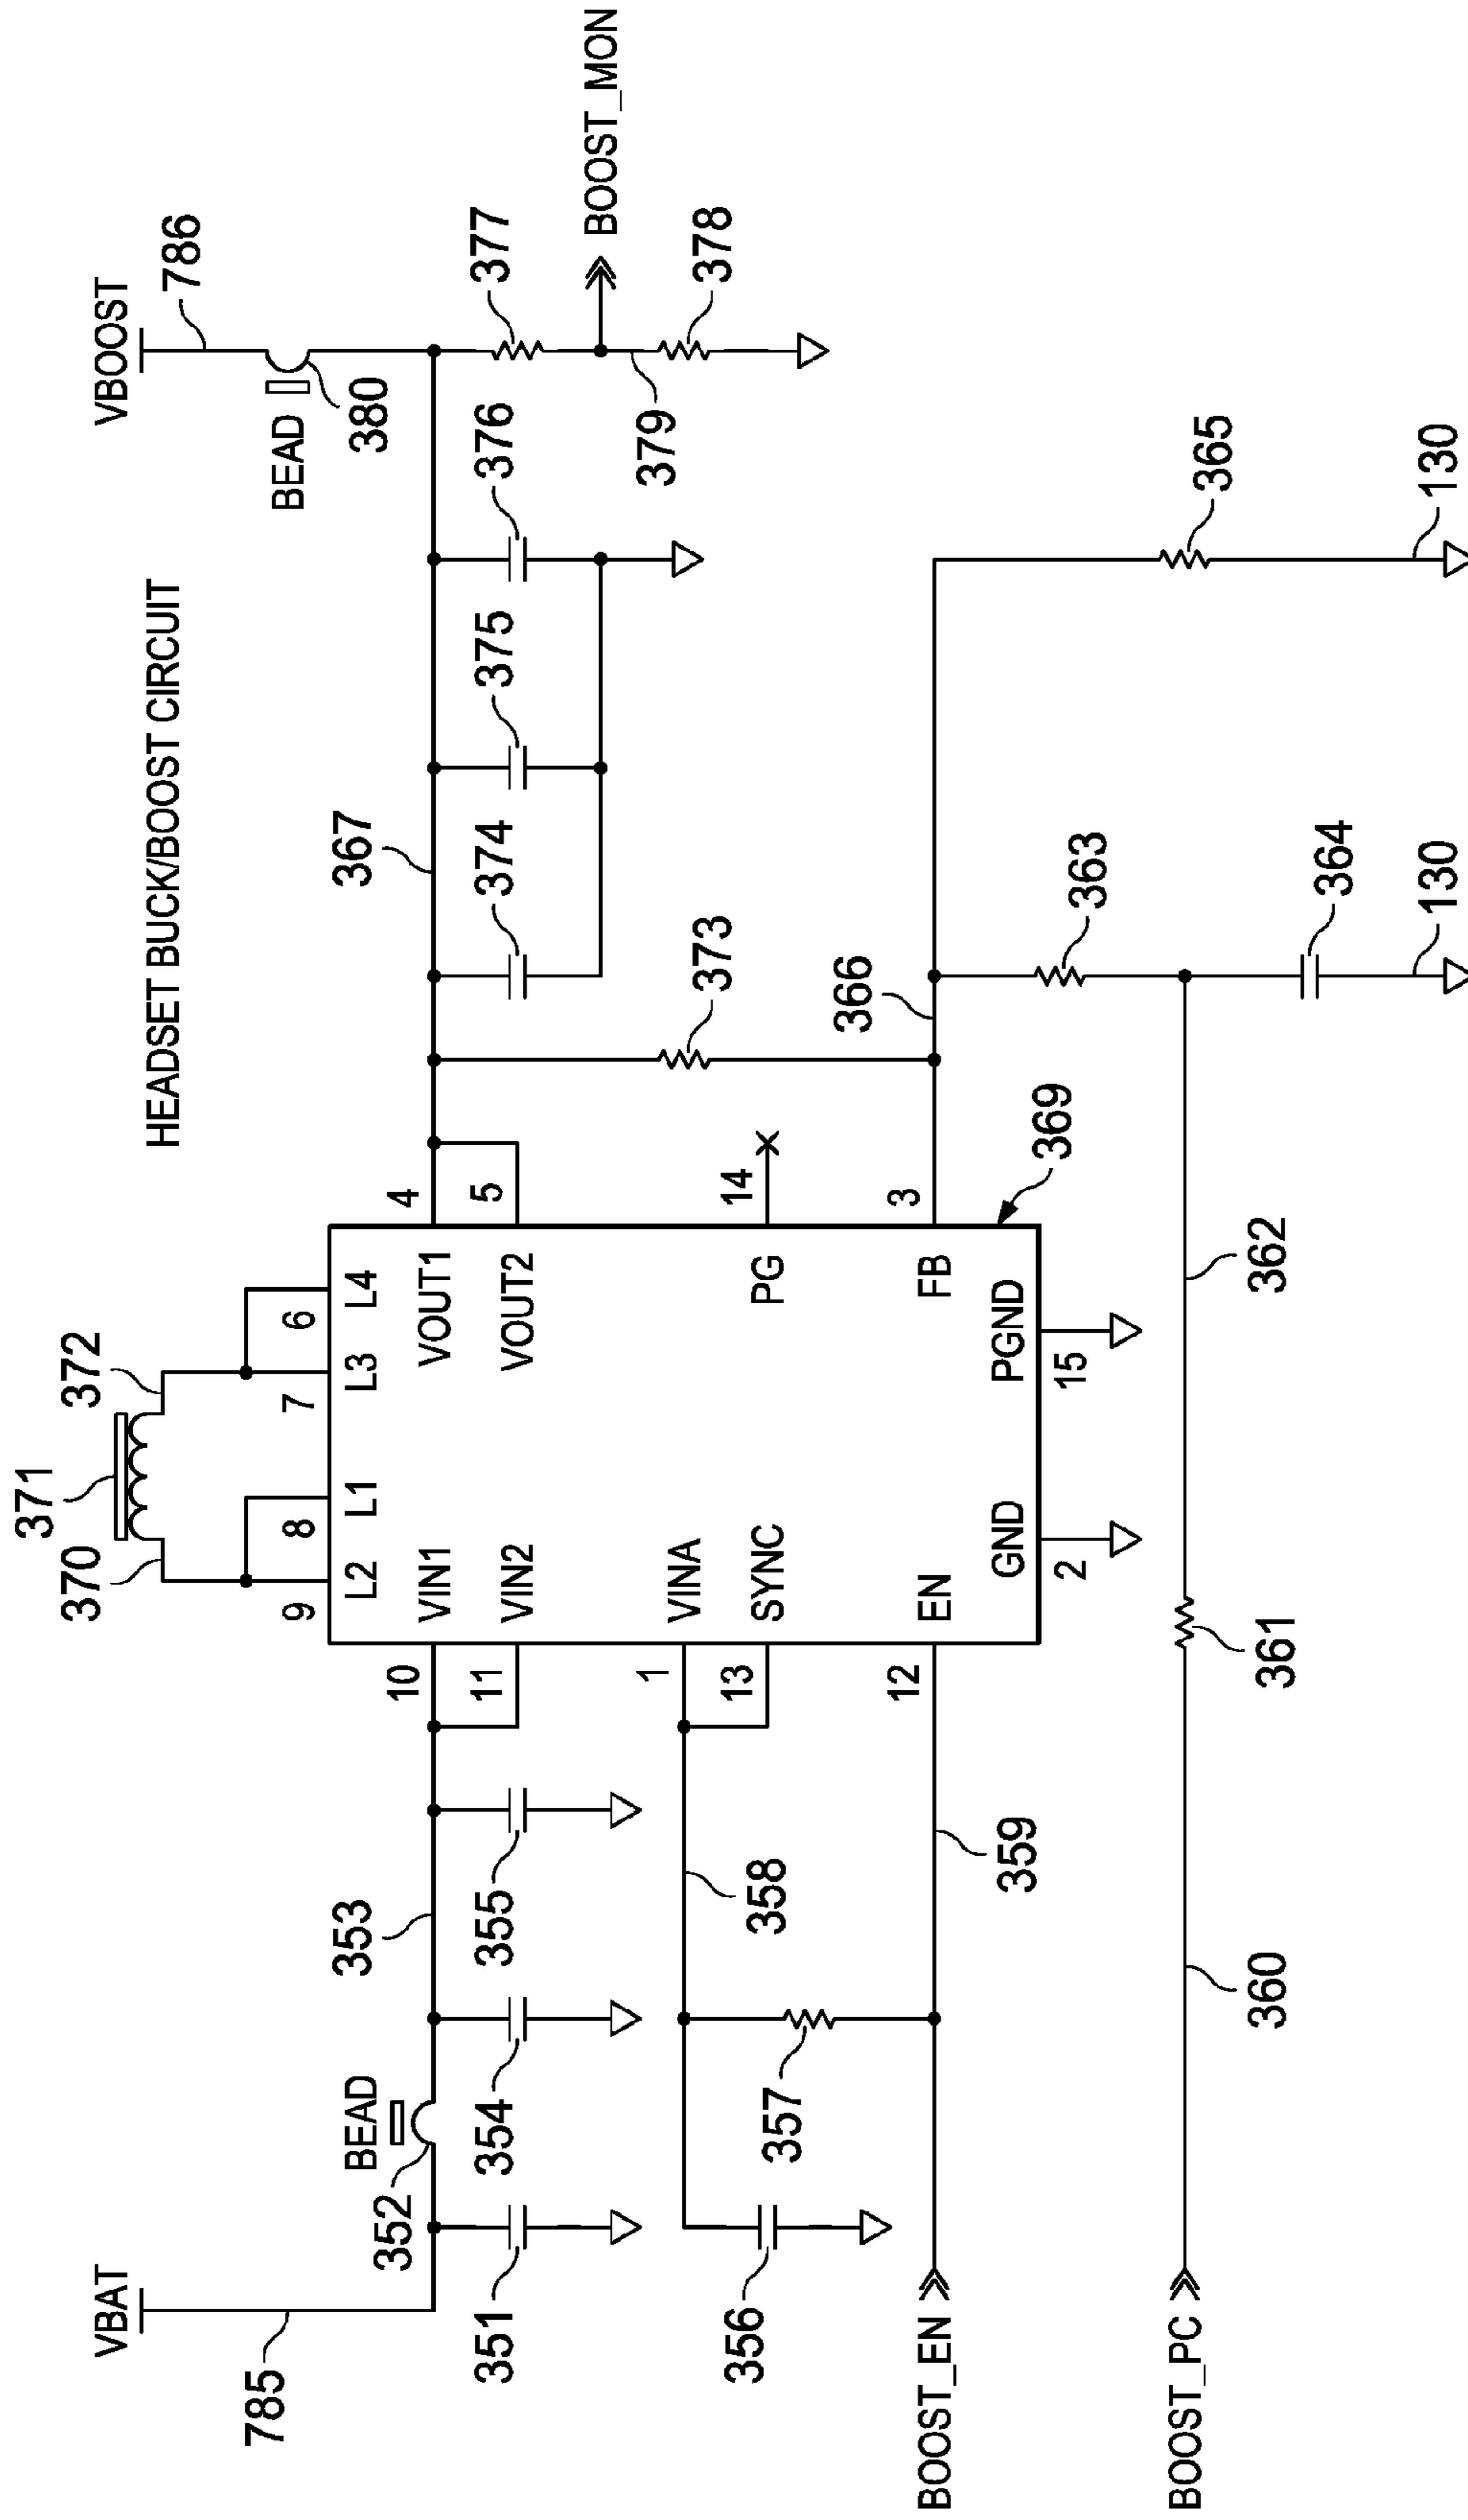 HEADSET BUCK/BOOST CIRCUIT
VBAT
785
351
352
BEAD
353
354
355
356
357
358
359
BOOST_EN
BOOST_PC
360
361
362
370
371
372
9
8
7
6
L2
L1
L3
L4
10
11
1
13
12
VIN1
VIN2
VINA
SYNC
EN
GND
PGND
2
15
VOUT1
VOUT2
PG
FB
4
5
14
3
369
367
373
366
374
375
376
363
364
130
365
130
VBOOST
786
BEAD
380
377
BOOST_MON
379
378